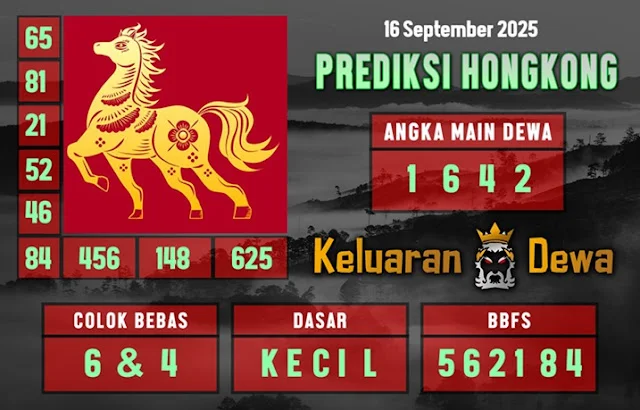 16 September 2025
PREDIKSI HONGKONG
65
81
21
52
46
84 456 148 625
ANGKA MAIN DEWA
1 6 4 2
Keluaran Dewa
COLOK BEBAS
6 & 4
DASAR
KECIL
BBFS
562184